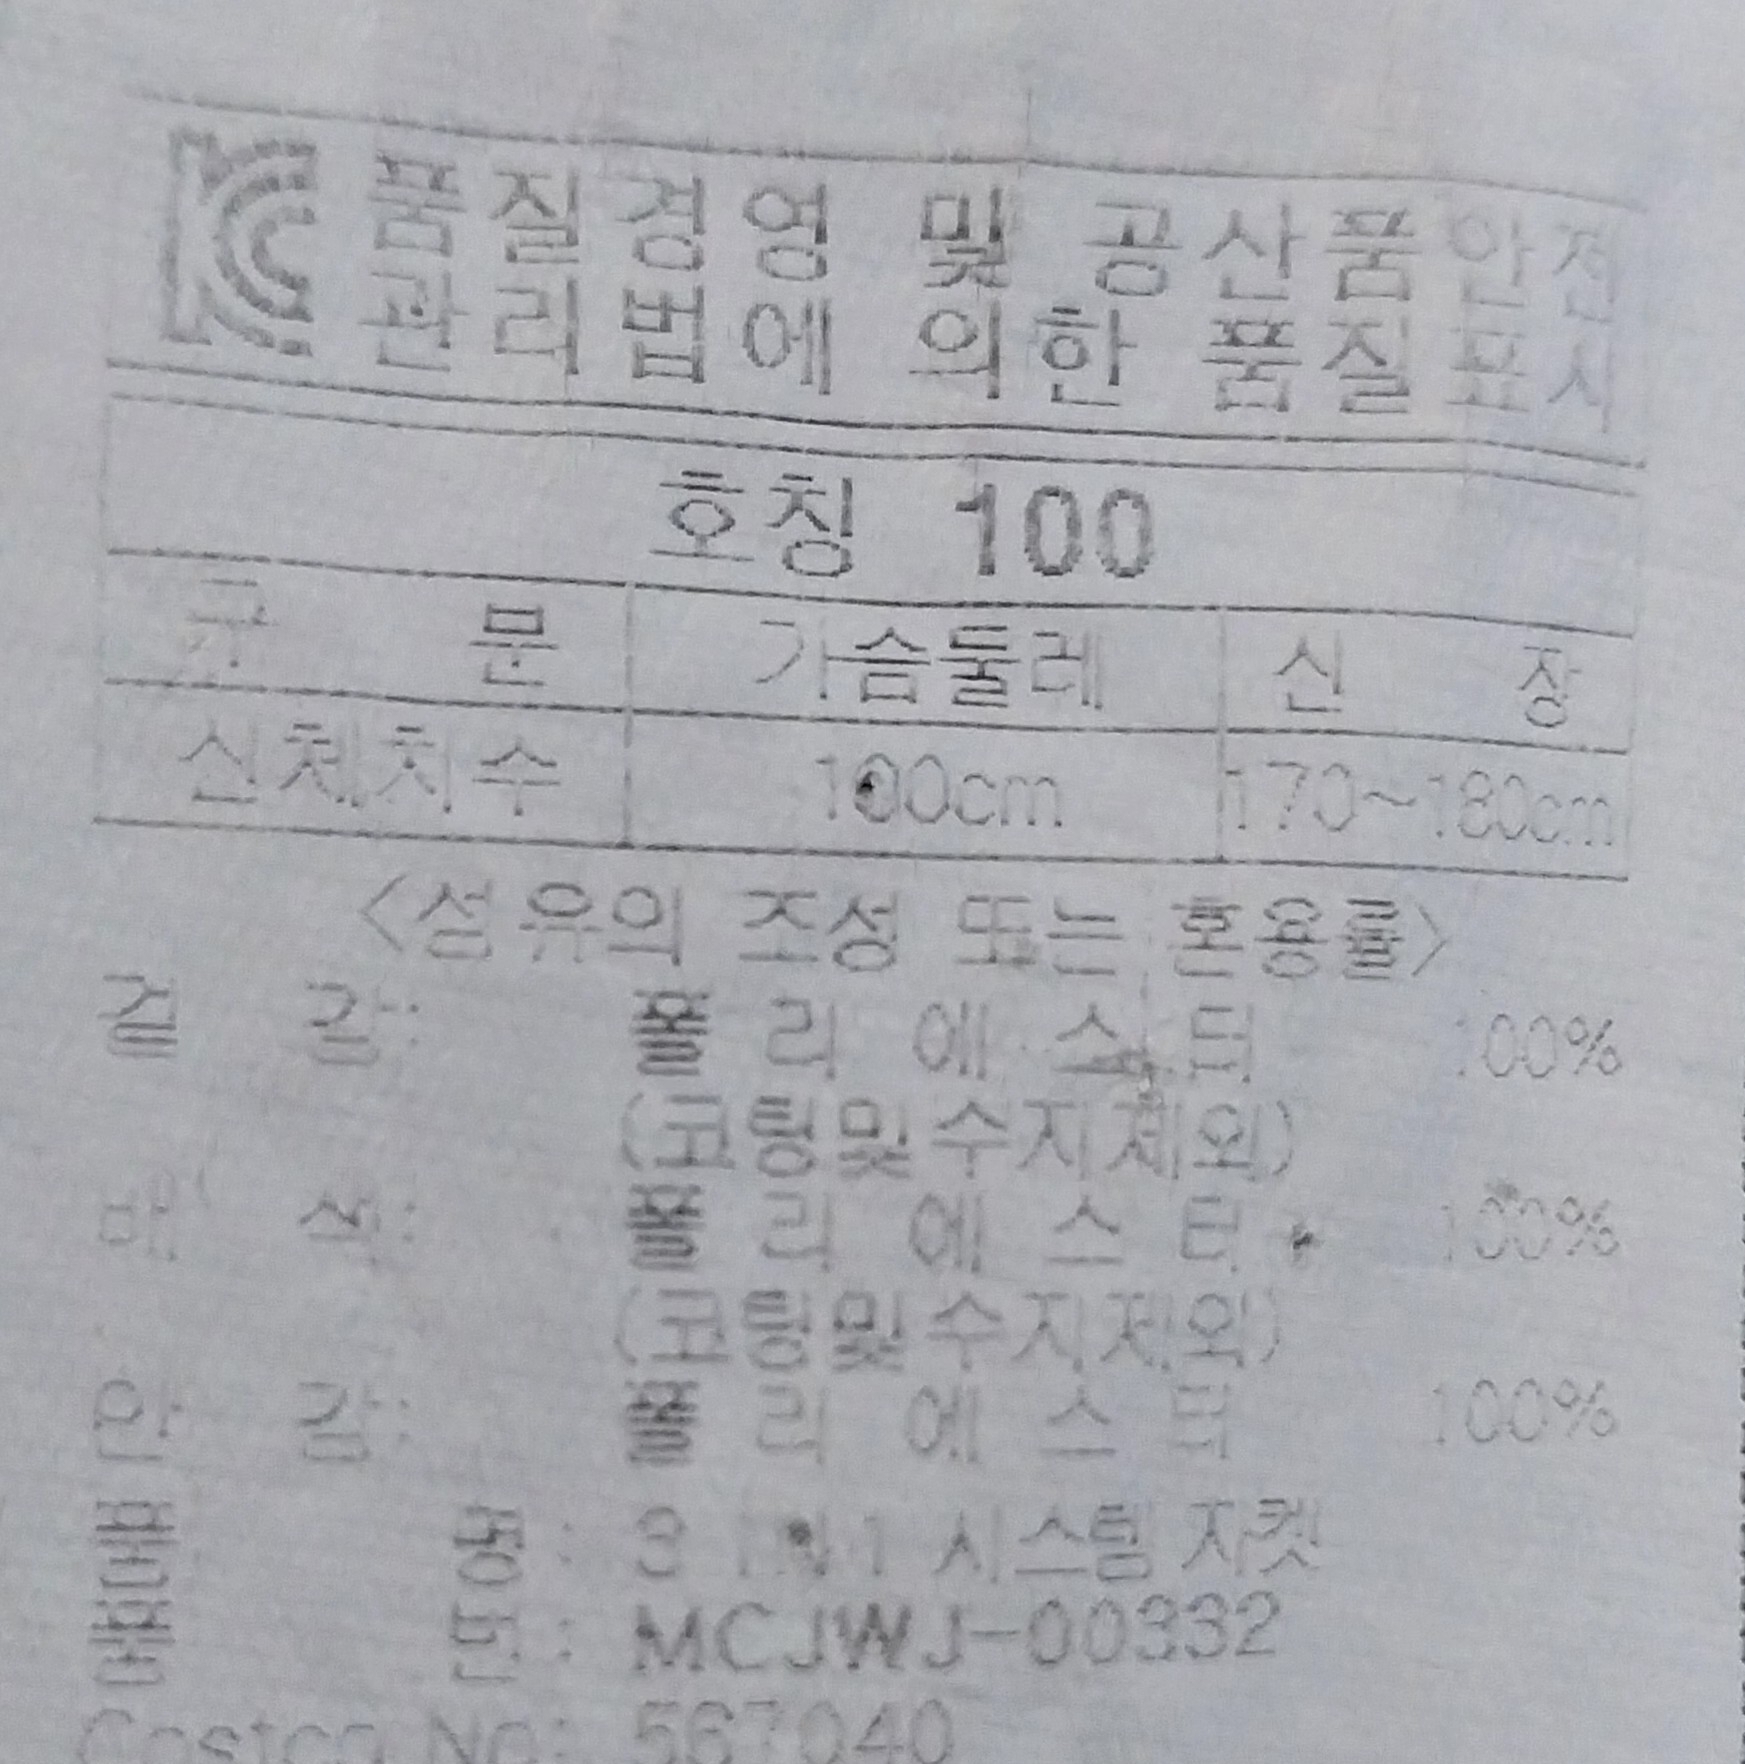 KC 품질경영 및 공산품안전
관리법에 의한 품질표시
호칭 100
구 분 가슴둘레 신 장
신체치수 100cm 170~180cm
<섬유의 조성 또는 혼용률>
겉 감: 폴리에스터 100%
(코팅및수지제외)
배 색: 폴리에스터 100%
(코팅및수지제외)
안 감: 폴리에스터 100%
품 명: 3 IN 1 시스템 자켓
품 번: MCJWJ-00332
Costco No: 567040